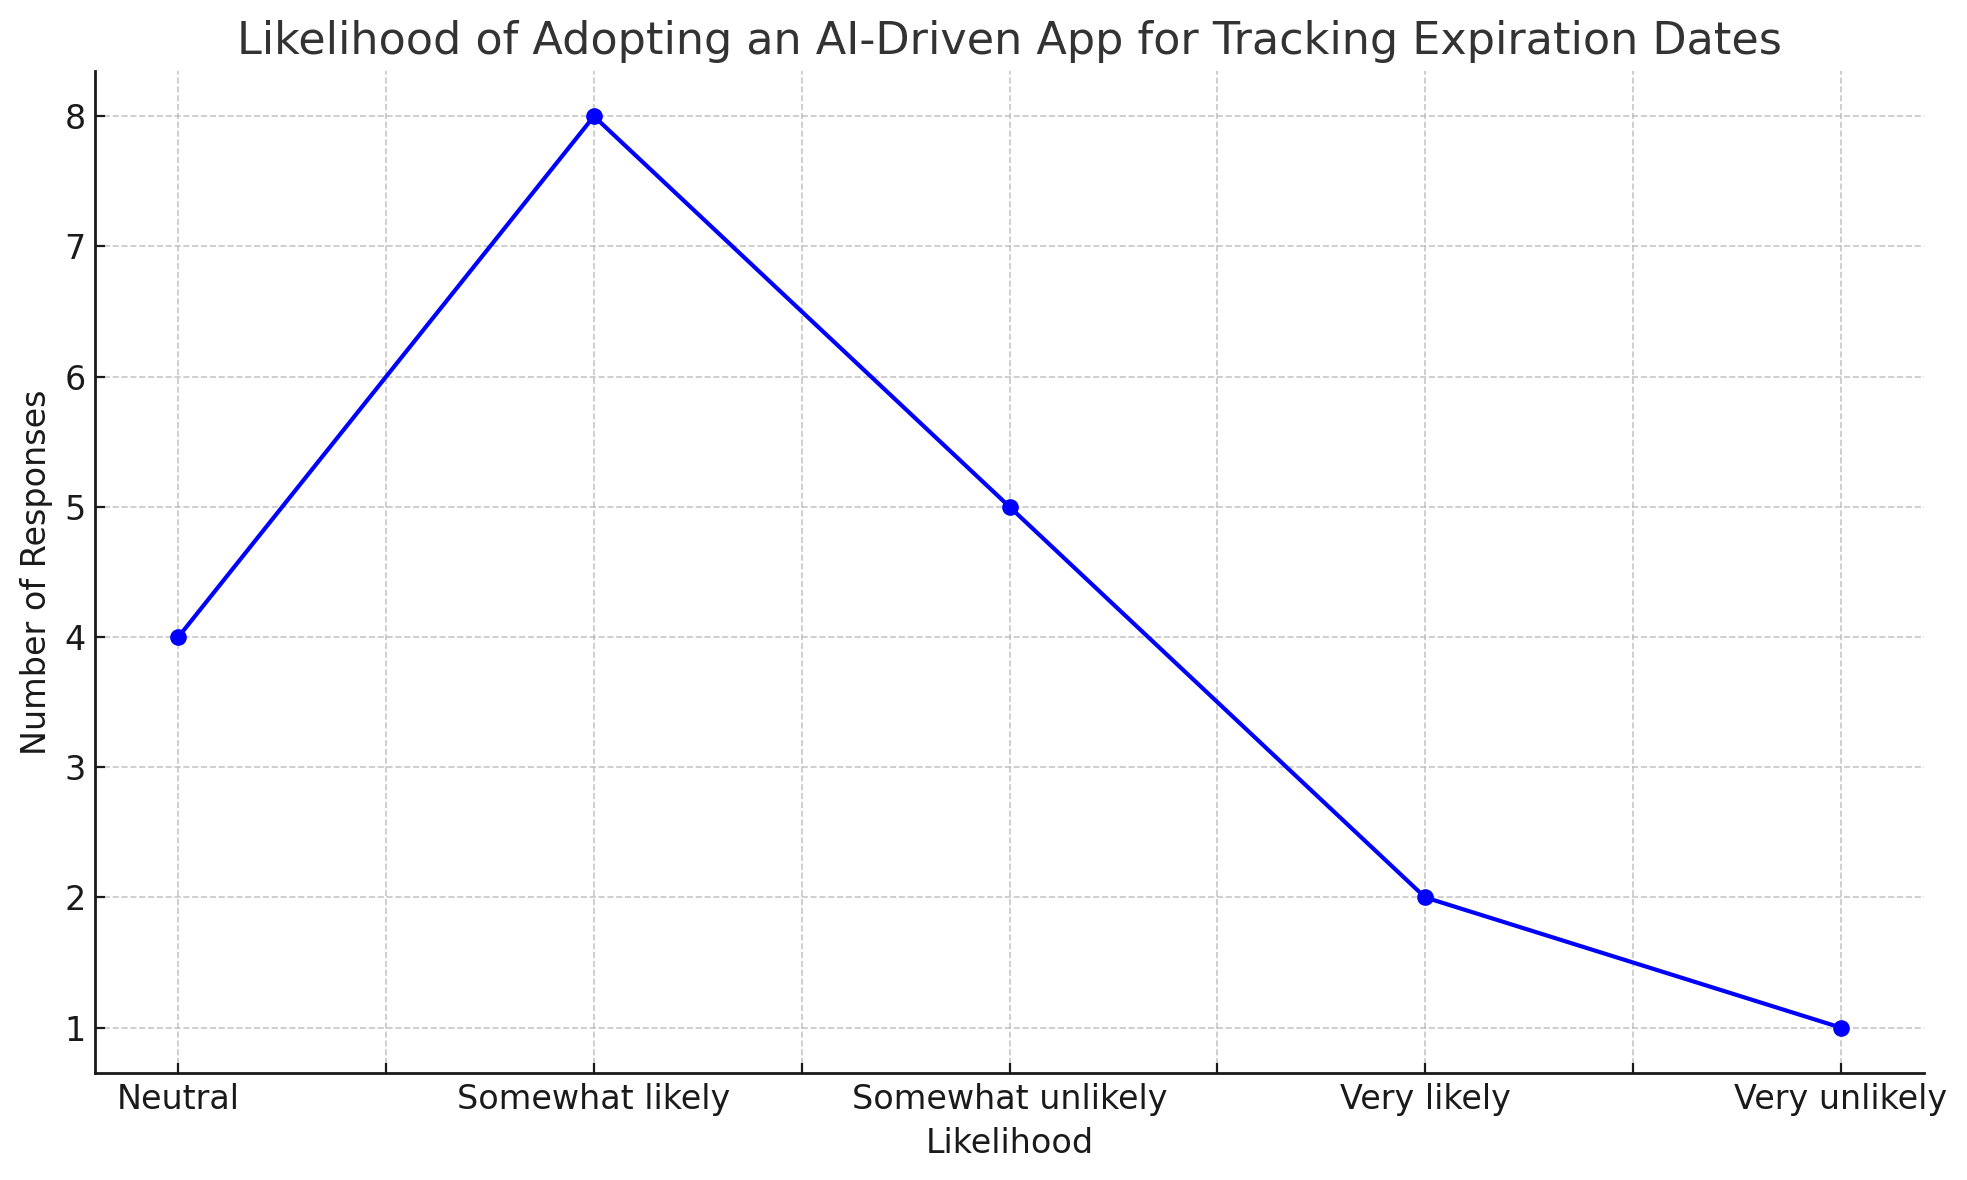 Likelihood of Adopting an AI-Driven App for Tracking Expiration Dates
Number of Responses
8
7
6
5
4
3
2
1
Neutral Somewhat likely Somewhat unlikely Very likely Very unlikely
Likelihood